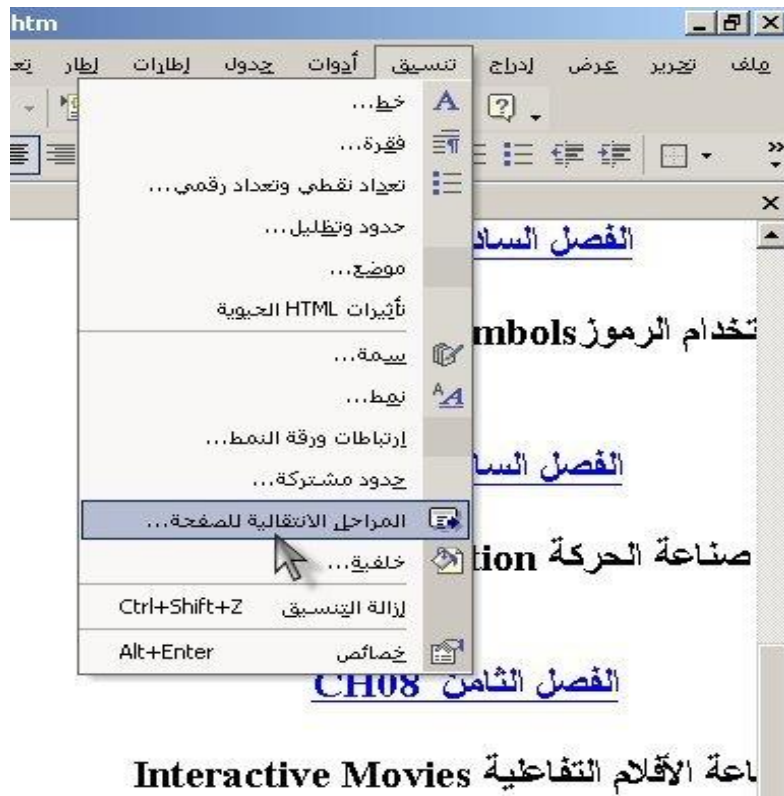 htm
ملف تحرير عرض إدراج تنسيق أدوات جدول إطارات إطار
خط...
فقرة...
تعداد نقطي وتعداد رقمي...
حدود وتظليل...
موضع...
تأثيرات HTML الحيوية
سمة...
نمط...
إرتباطات ورقة النمط...
حدود مشتركة...
المراحل الانتقالية للصفحة...
خلفية...
إزالة التنسيق Ctrl+Shift+Z
خصائص Alt+Enter
الفصل الساد
تخدام الرموز mbols
الفصل السا
صناعة الحركة tion
الفصل الثامن CH08
اعة الأفلام التفاعلية Interactive Movies